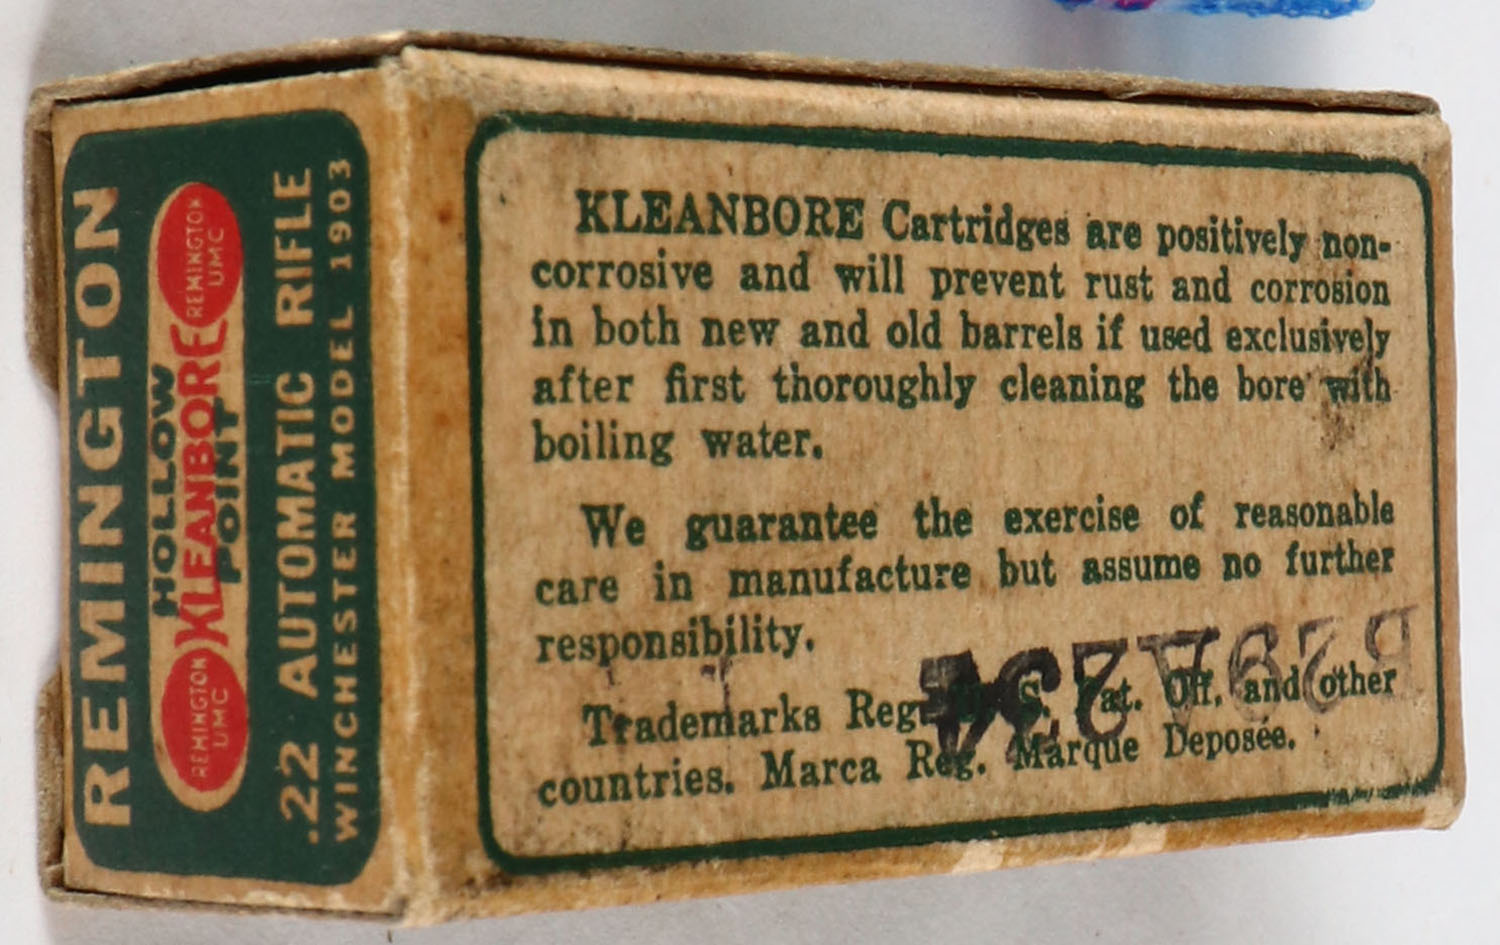 REMINGTON
HOLLOW
REMINGTON
UMC
KLEANBORE
REMINGTON
UMC
POINT
.22 AUTOMATIC RIFLE
WINCHESTER MODEL 1903
KLEANBORE Cartridges are positively non-
corrosive and will prevent rust and corrosion
in both new and old barrels if used exclusively
after first thoroughly cleaning the bore with
boiling water.
We guarantee the exercise of reasonable
care in manufacture but assume no further
responsibility.
Trademarks Reg. S. Pat. Off. and other
countries. Marca Reg. Marque Deposée.